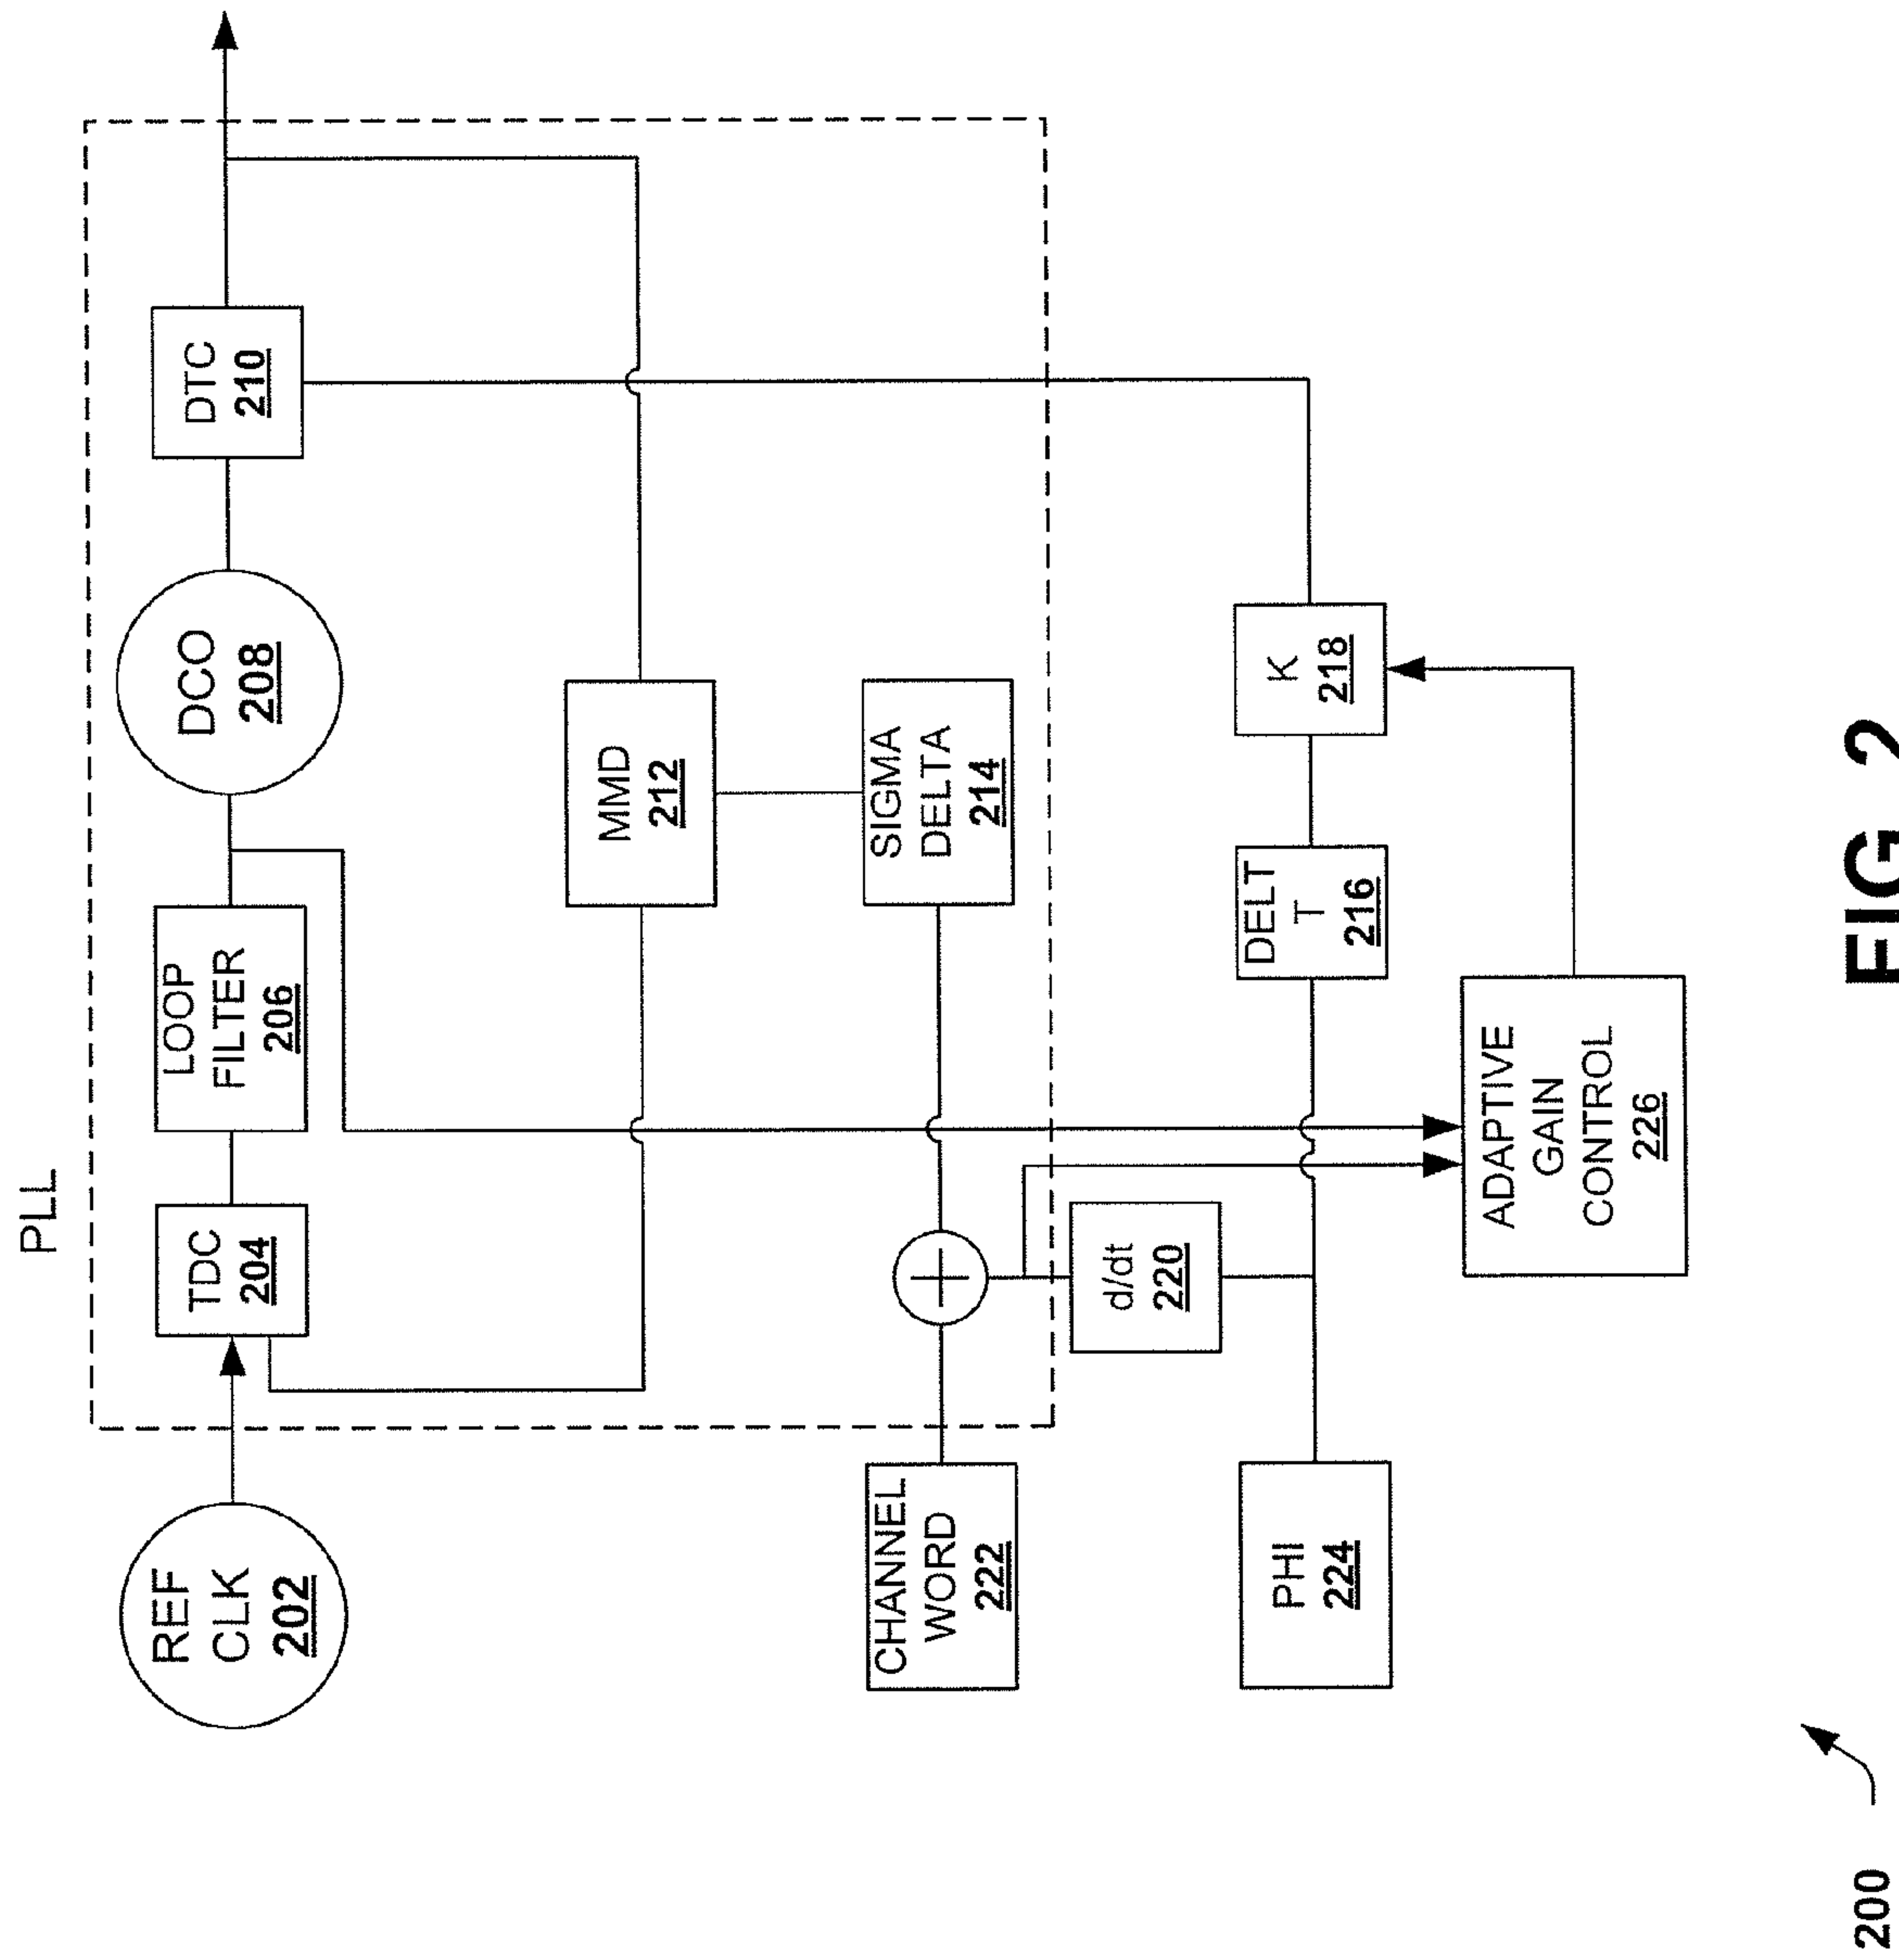 PLL
REF
CLK
202
TDC
204
LOOP
FILTER
206
DCO
208
DTC
210
MMD
212
CHANNEL
WORD
222
SIGMA
DELTA
214
d/dt
220
PHI
224
DELT
T
216
K
218
ADAPTIVE
GAIN
CONTROL
226
200
FIG 2